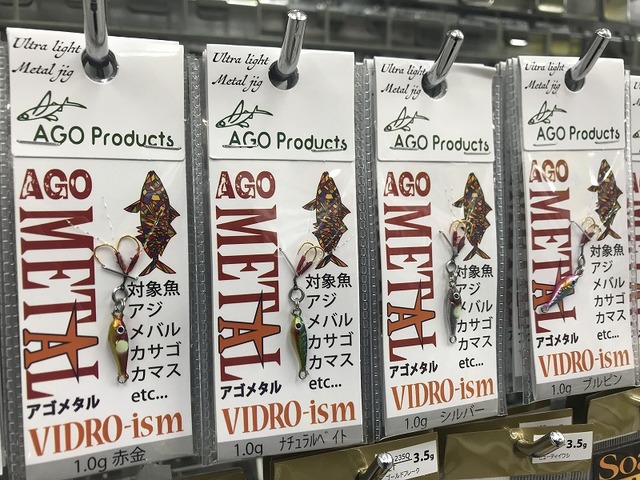 Ultra light
Metal jig
AGO Products
AGO METAL
対象魚
アジ
メバル
カサゴ
カマス
etc...
アゴメタル
VIDRO-ism
1.0g 赤金
Ultra light
Metal jig
AGO Products
AGO METAL
対象魚
アジ
メバル
カサゴ
カマス
etc...
アゴメタル
VIDRO-ism
1.0g ナチュラルベイト
Ultra light
Metal jig
AGO Products
AGO METAL
対象魚
アジ
メバル
カサゴ
カマス
etc...
アゴメタル
VIDRO-ism
1.0g シルバー
Ultra light
Metal jig
AGO Products
AGO METAL
対象魚
アジ
メバル
カサゴ
カマス
etc...
アゴメタル
VIDRO-ism
1.0g ブルピン
3.5g
3.5g